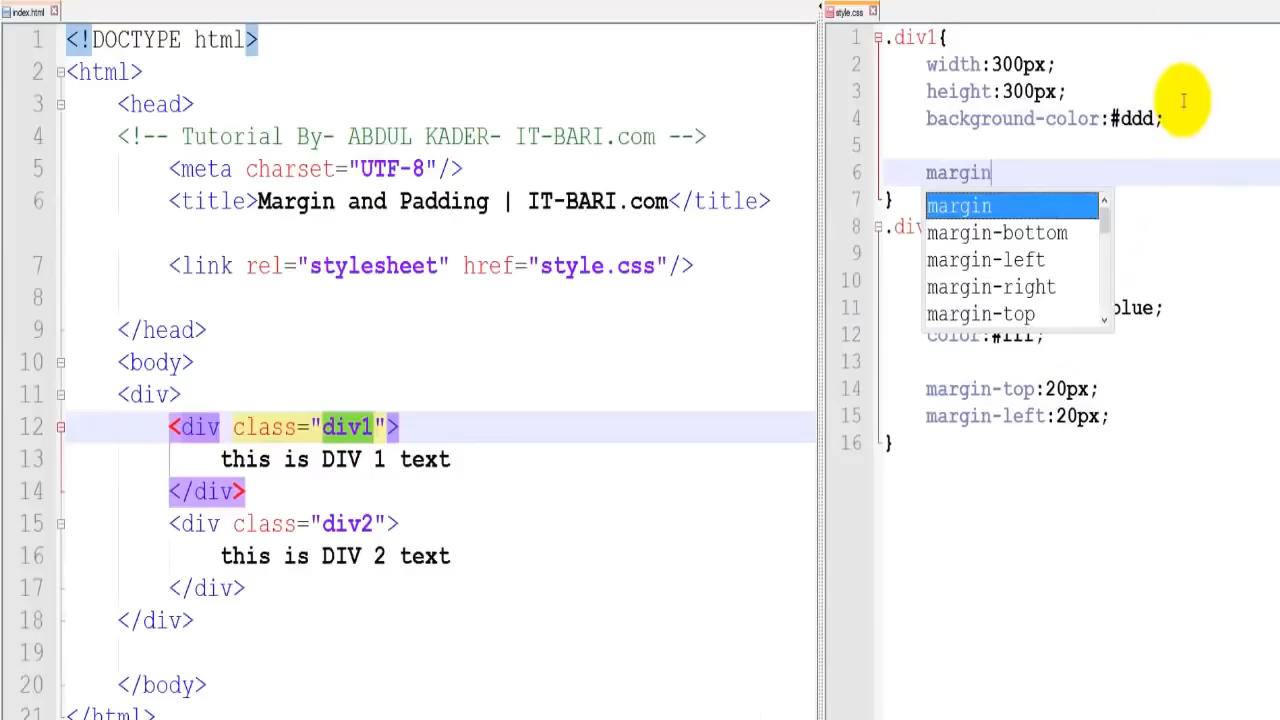 index.html
1 <!DOCTYPE html>
2 <html>
3 <head>
4 <!-- Tutorial By- ABDUL KADER- IT-BARI.com -->
5 <meta charset="UTF-8"/>
6 <title>Margin and Padding | IT-BARI.com</title>
7 <link rel="stylesheet" href="style.css"/>
8
9 </head>
10 <body>
11 <div>
12 <div class="div1">
13 this is DIV 1 text
14 </div>
15 <div class="div2">
16 this is DIV 2 text
17 </div>
18 </div>
19
20 </body>
21 </html>
style.css
1 .div1{
2 width:300px;
3 height:300px;
4 background-color:#ddd;
5
6 margin
7 }
margin
margin-bottom
margin-left
margin-right
margin-top
8 .div
9
10
11 blue;
12 color:#fff;
13
14 margin-top:20px;
15 margin-left:20px;
16 }